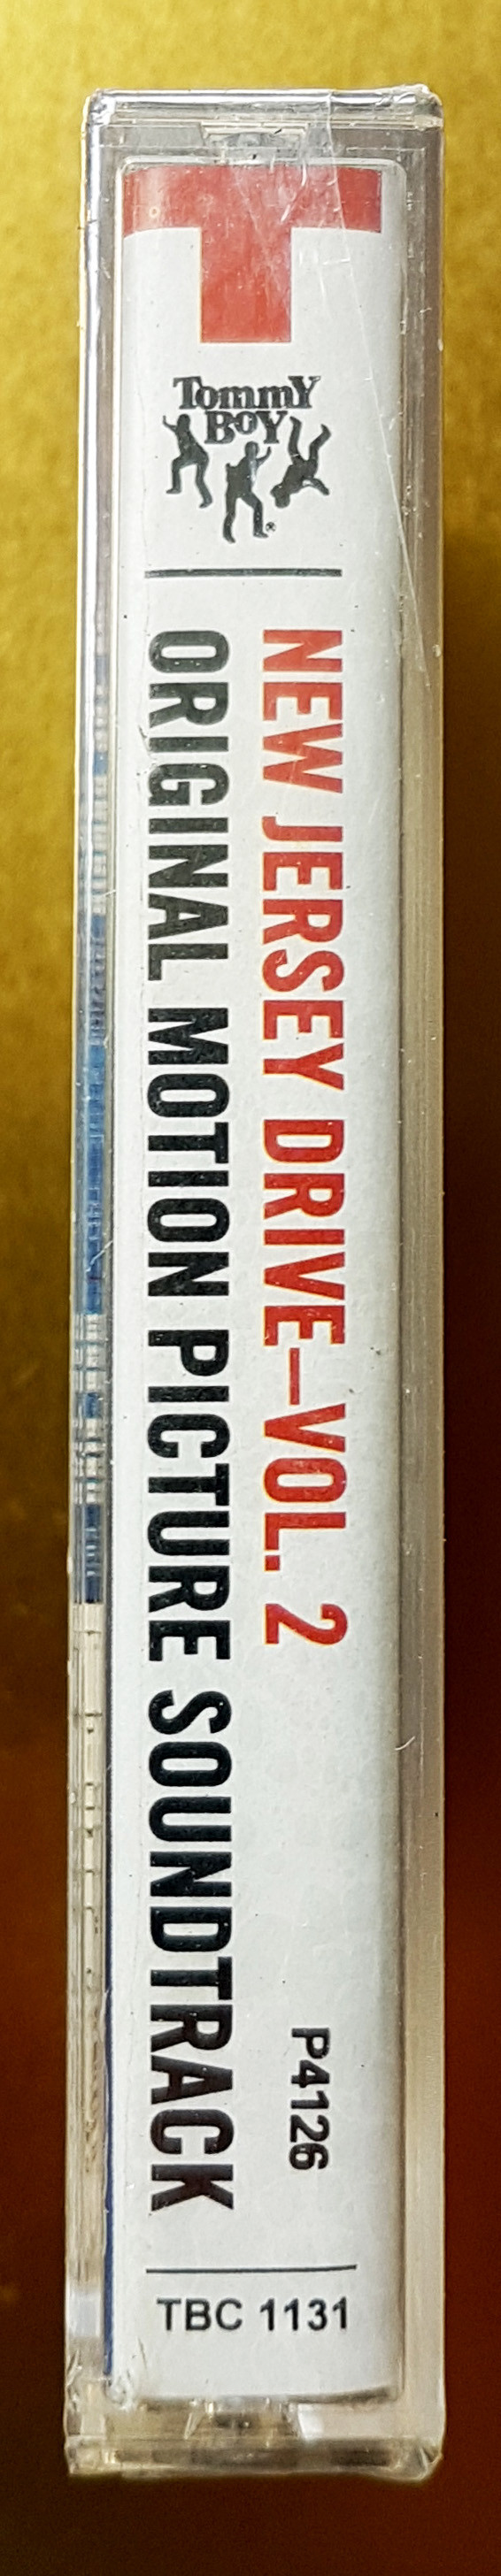 TommY
BOY
®
NEW JERSEY DRIVE–VOL. 2
ORIGINAL MOTION PICTURE SOUNDTRACK
P4126
TBC 1131